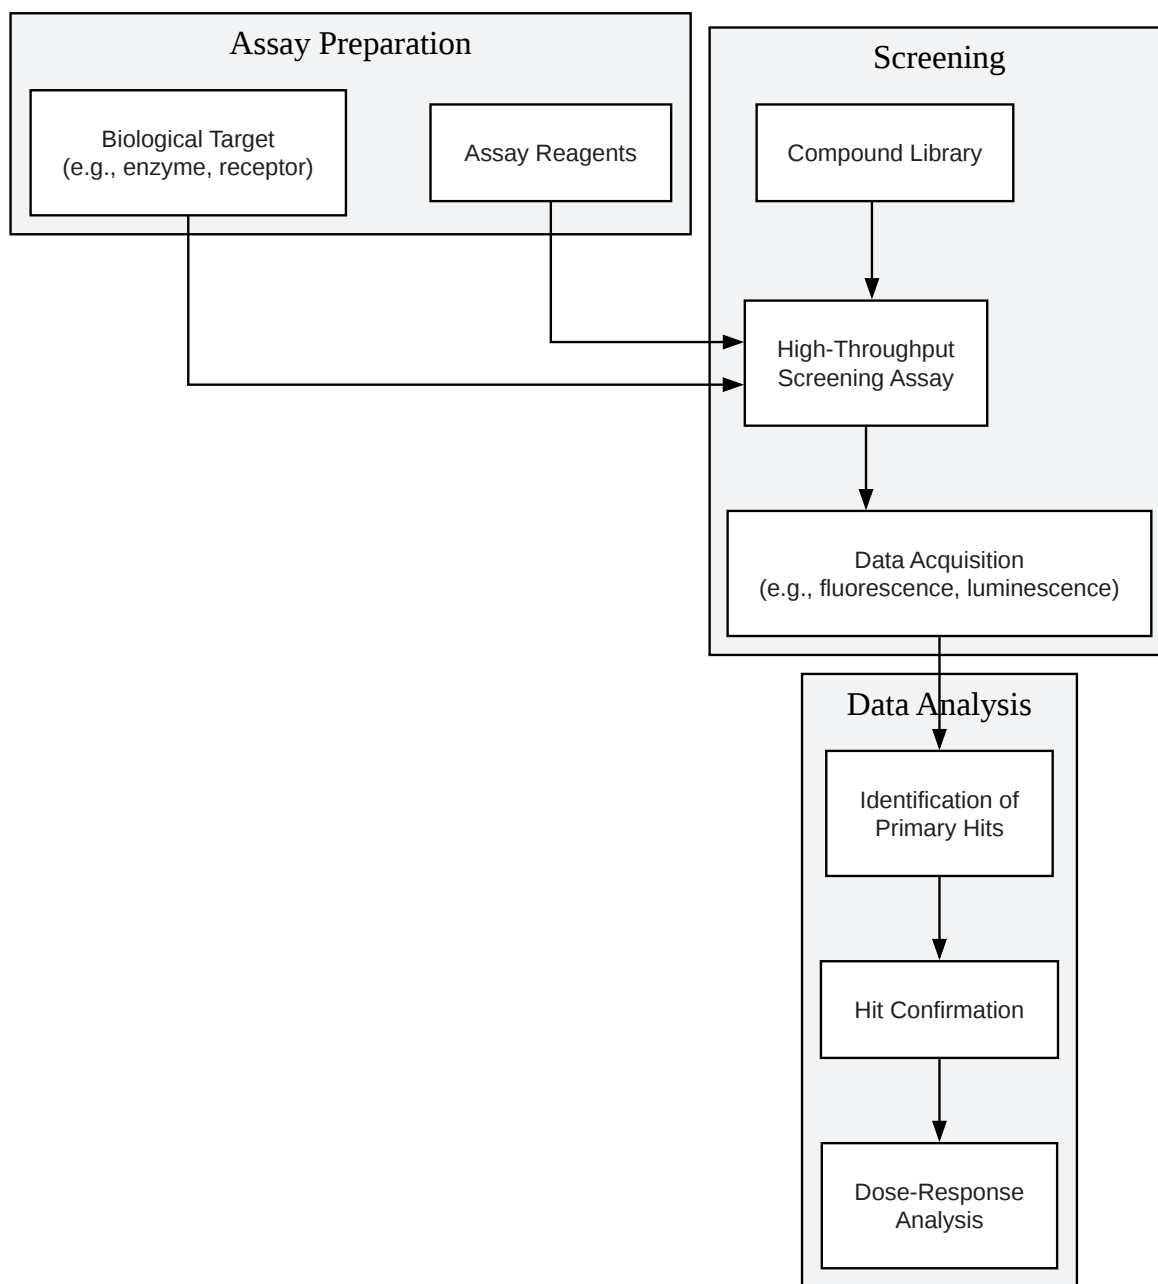 Assay Preparation
Biological Target
(e.g., enzyme, receptor)
Assay Reagents
Screening
Compound Library
High-Throughput
Screening Assay
Data Acquisition
(e.g., fluorescence, luminescence)
Data Analysis
Identification of
Primary Hits
Hit Confirmation
Dose-Response
Analysis